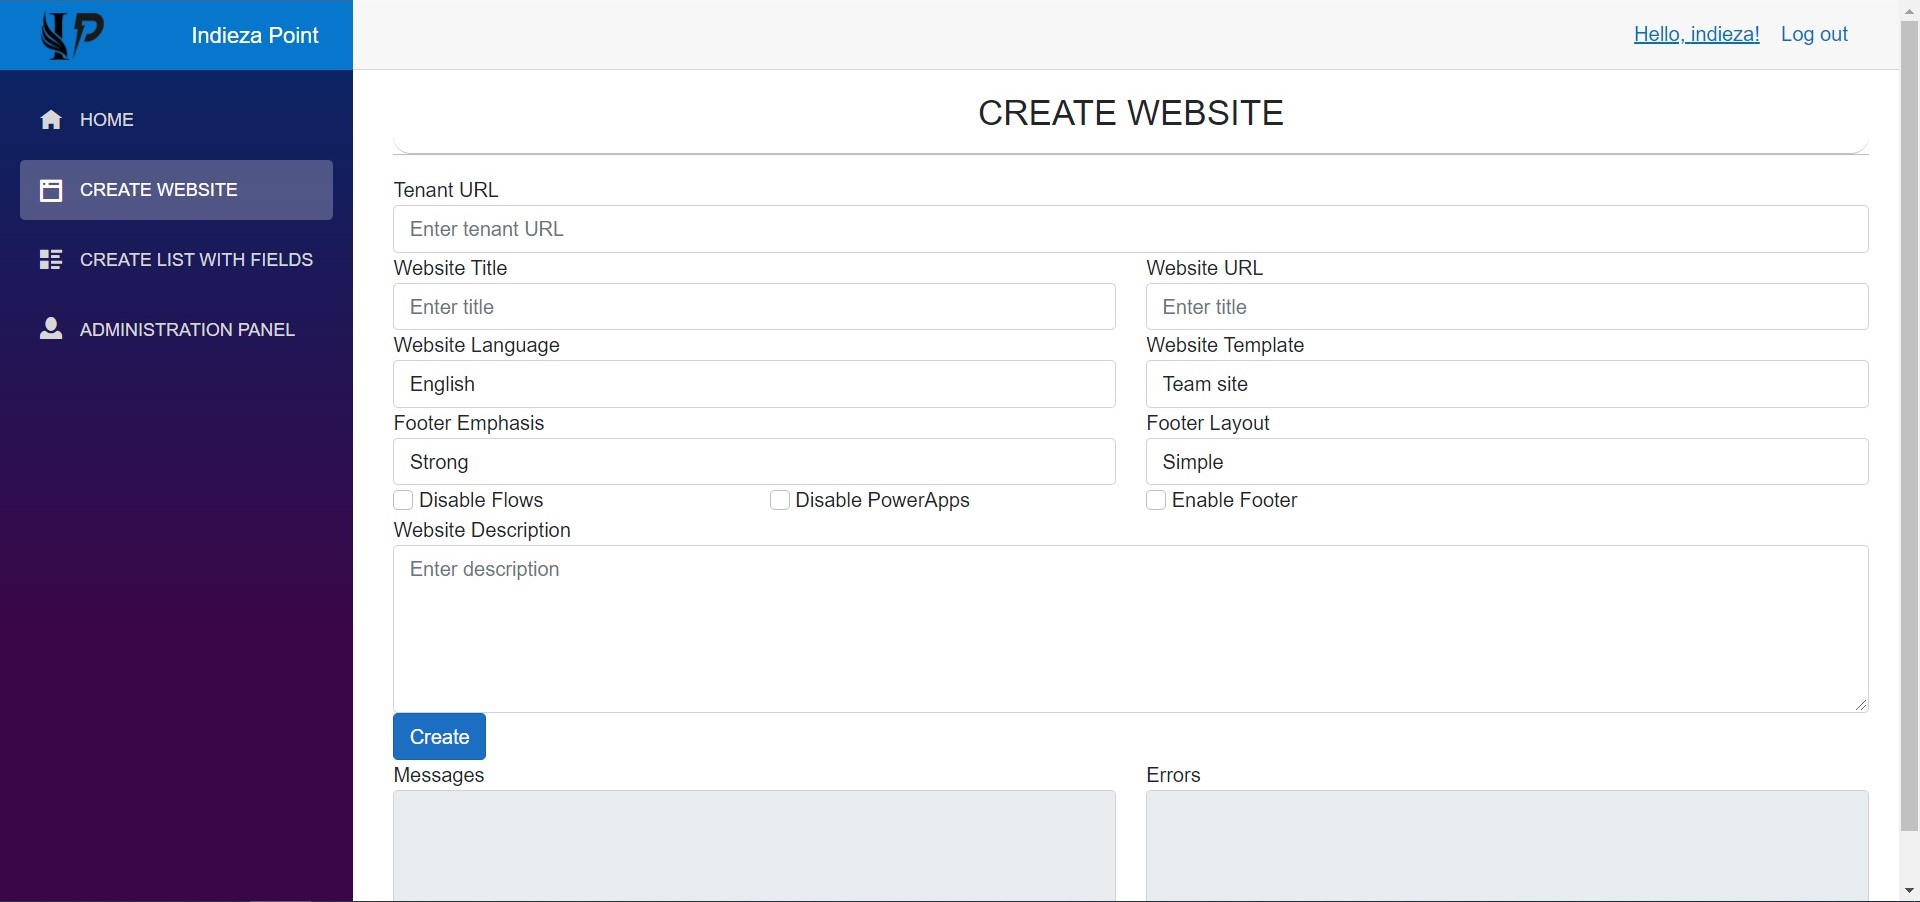 Indieza Point
Hello, indieza! Log out
HOME
CREATE WEBSITE
CREATE LIST WITH FIELDS
ADMINISTRATION PANEL
CREATE WEBSITE
Tenant URL
Enter tenant URL
Website Title
Enter title
Website URL
Enter title
Website Language
English
Website Template
Team site
Footer Emphasis
Strong
Footer Layout
Simple
Disable Flows
Disable PowerApps
Enable Footer
Website Description
Enter description
Create
Messages
Errors